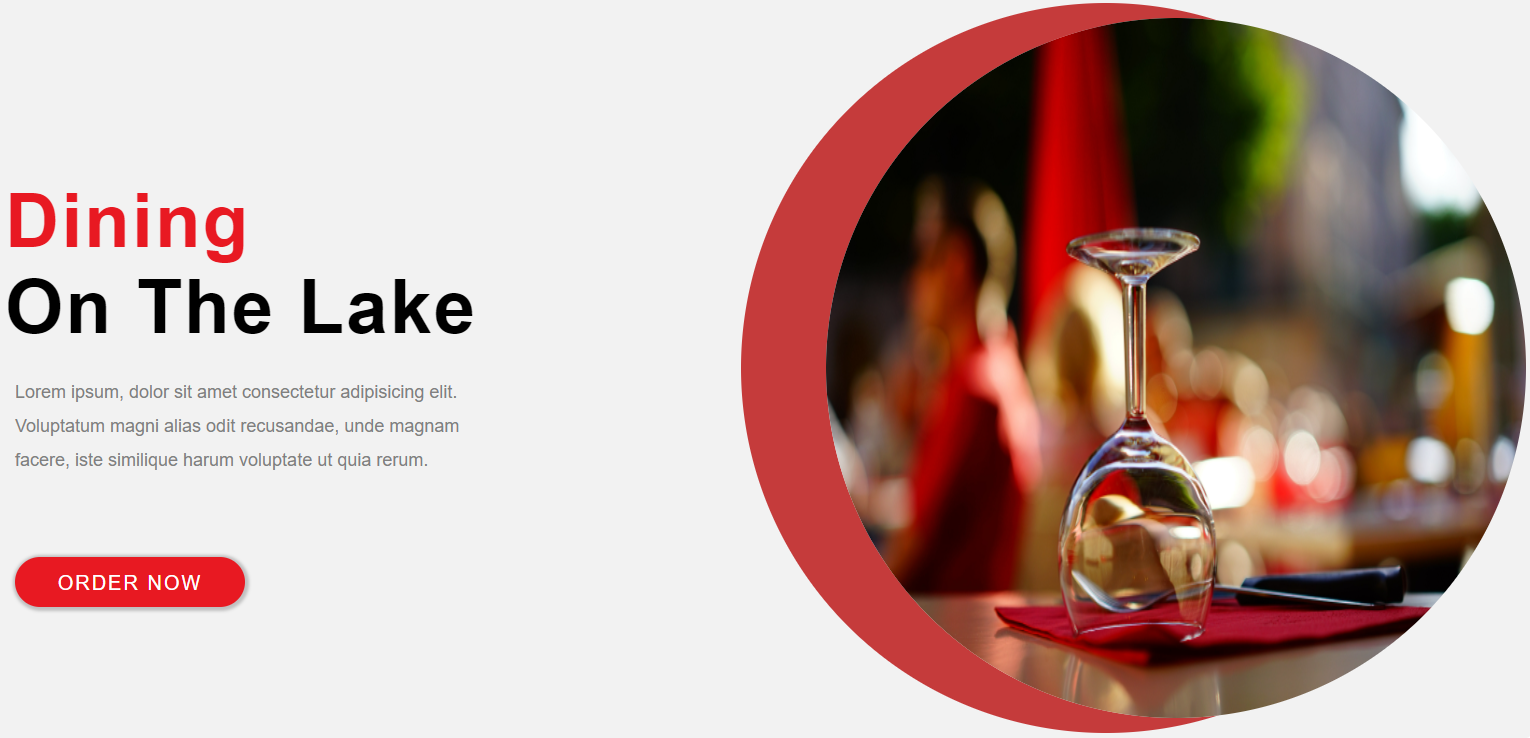 Dining
On The Lake
Lorem ipsum, dolor sit amet consectetur adipisicing elit.
Voluptatum magni alias odit recusandae, unde magnam
facere, iste similique harum voluptate ut quia rerum.
ORDER NOW